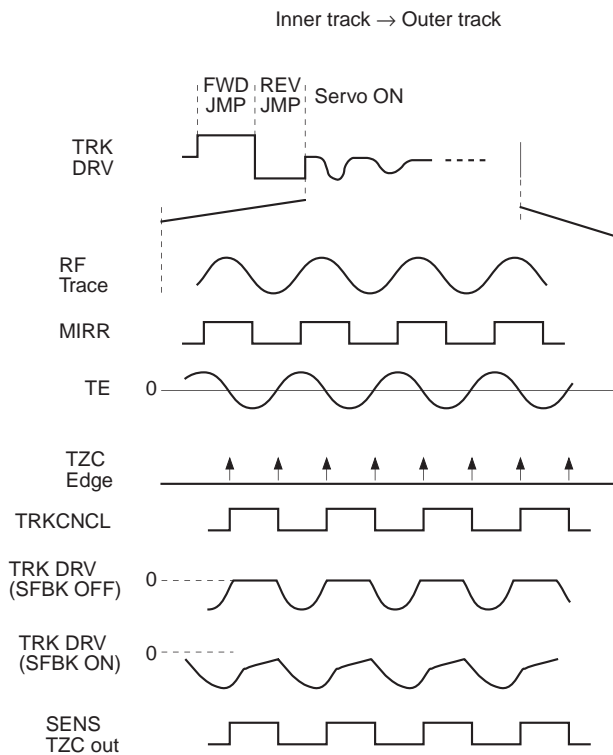 Inner track → Outer track
FWD REV
JMP JMP
Servo ON
TRK
DRV
RF
Trace
MIRR
TE 0
TZC
Edge
TRKCNCL
TRK DRV 0
(SFBK OFF)
TRK DRV
0
(SFBK ON)
SENS
TZC out